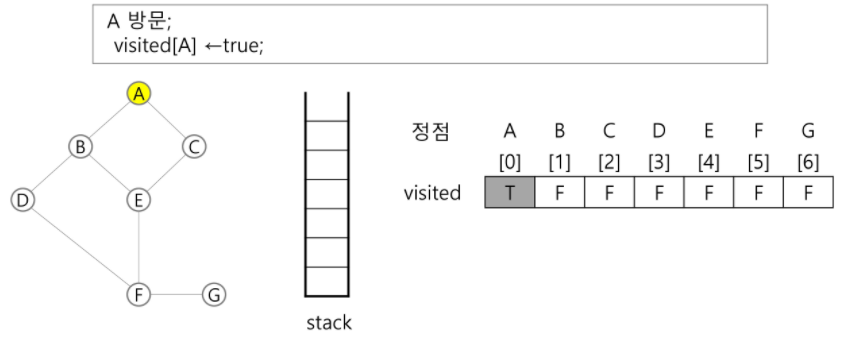 A 방문;
visited[A] ←true;
A
B
C
D
E
F
G
stack
정점 A B C D E F G
[0] [1] [2] [3] [4] [5] [6]
visited T F F F F F F